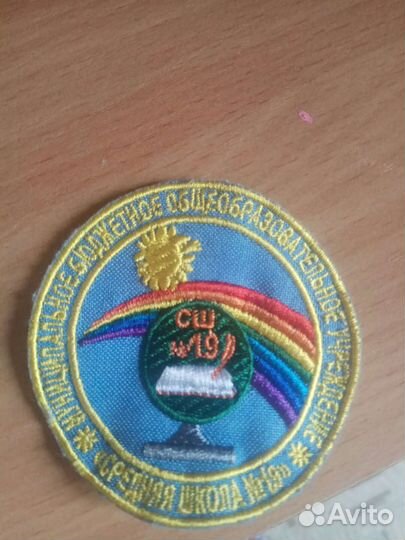 МУНИЦИПАЛЬНОЕ БЮДЖЕТНОЕ ОБЩЕОБРАЗОВАТЕЛЬНОЕ УЧРЕЖДЕНИЕ
СШ
№19
«СРЕДНЯЯ ШКОЛА №19»
Avito